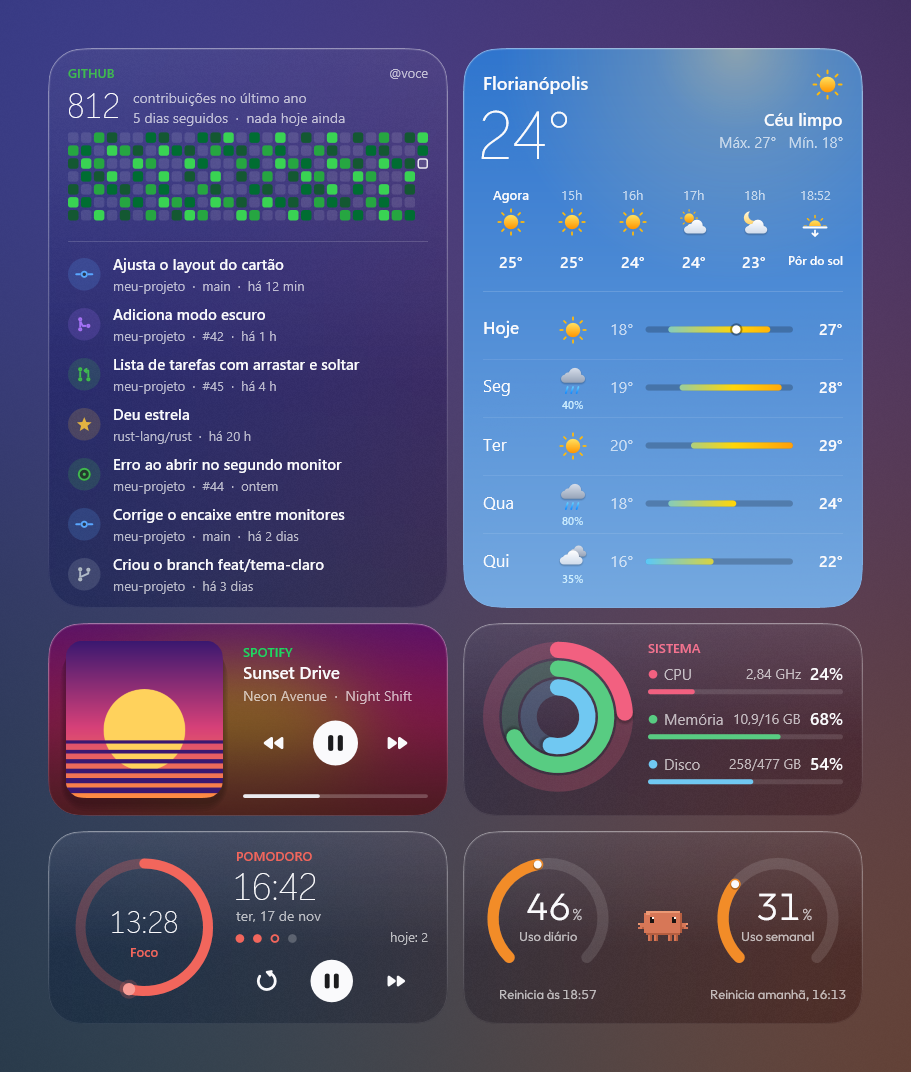 GITHUB
@voce
812
contribuições no último ano
5 dias seguidos · nada hoje ainda
Ajusta o layout do cartão
meu-projeto · main · há 12 min
Adiciona modo escuro
meu-projeto · #42 · há 1 h
Lista de tarefas com arrastar e soltar
meu-projeto · #45 · há 4 h
Deu estrela
rust-lang/rust · há 20 h
Erro ao abrir no segundo monitor
meu-projeto · #44 · ontem
Corrige o encaixe entre monitores
meu-projeto · main · há 2 dias
Criou o branch feat/tema-claro
meu-projeto · há 3 dias
Florianópolis
24°
Céu limpo
Máx. 27° Mín. 18°
Agora 15h 16h 17h 18h 18:52
25° 25° 24° 24° 23° Pôr do sol
Hoje 18° 27°
Seg 19° 28°
40%
Ter 20° 29°
Qua 18° 24°
80%
Qui 16° 22°
35%
SPOTIFY
Sunset Drive
Neon Avenue · Night Shift
SISTEMA
CPU 2,84 GHz 24%
Memória 10,9/16 GB 68%
Disco 258/477 GB 54%
13:28
Foco
POMODORO
16:42
ter, 17 de nov
hoje: 2
46%
Uso diário
Reinicia às 18:57
31%
Uso semanal
Reinicia amanhã, 16:13